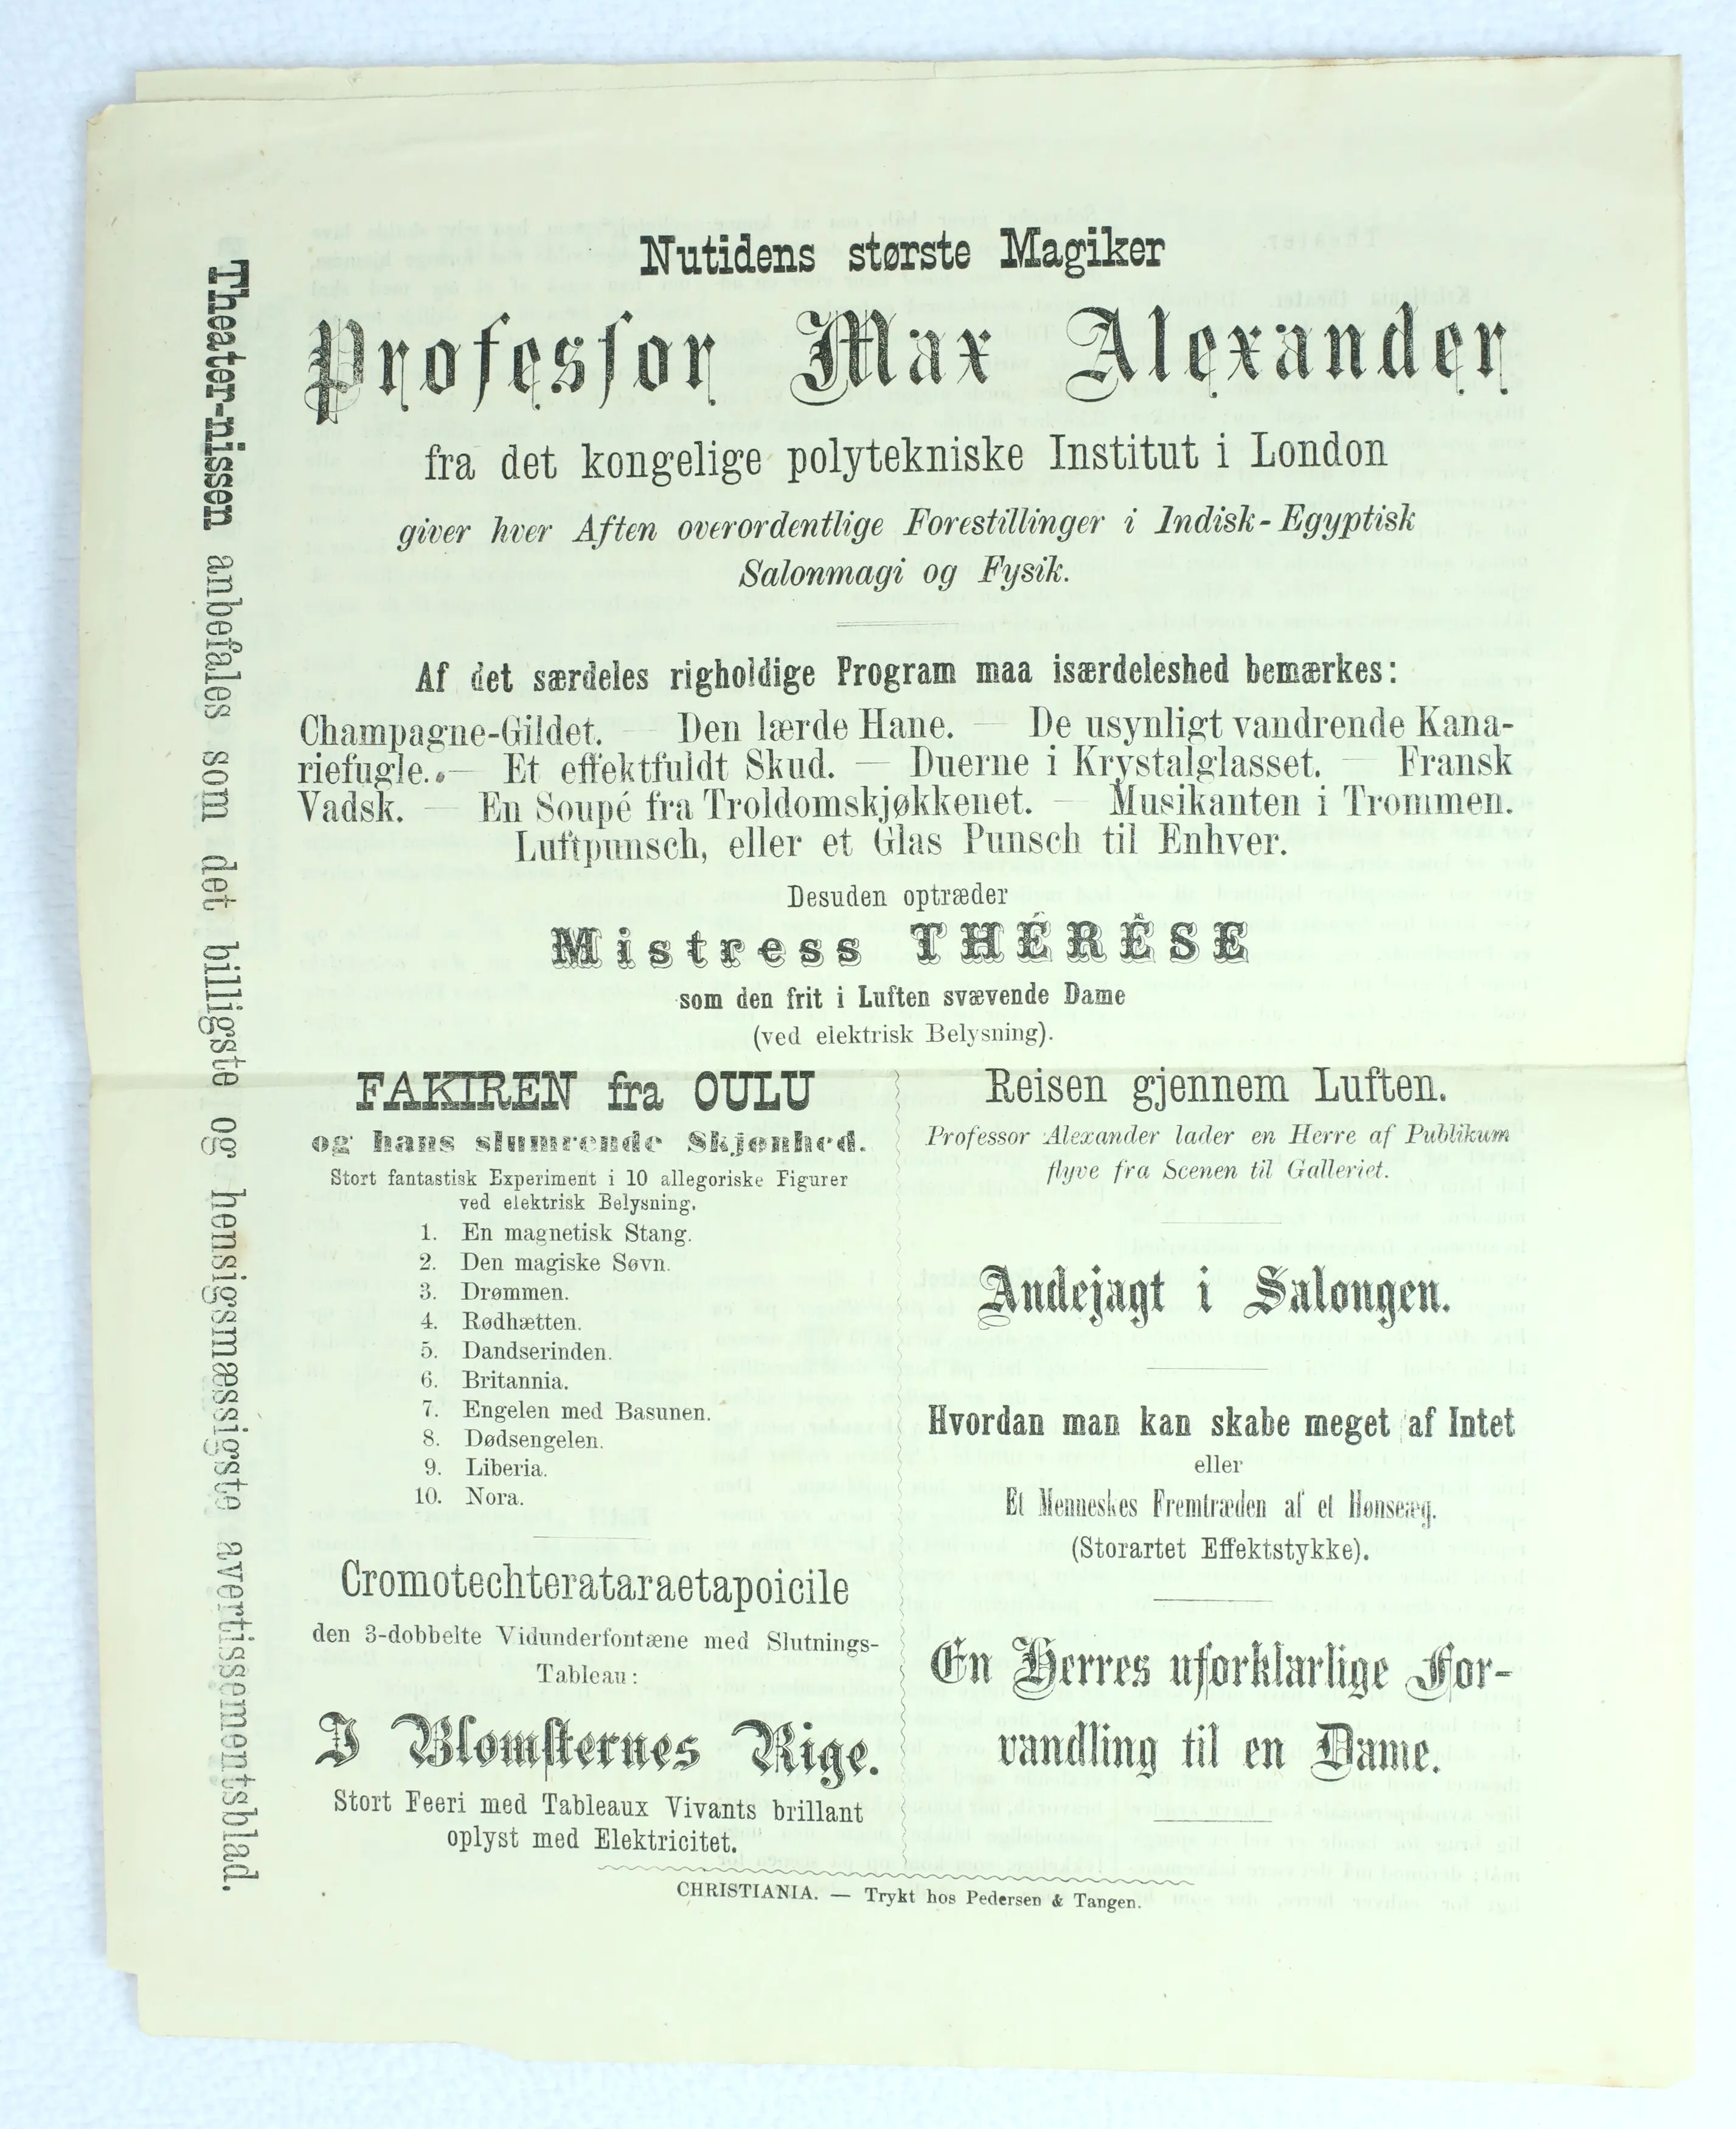 Nutidens største Magiker
Professor Max Alexander
fra det kongelige polytekniske Institut i London
giver hver Aften overordentlige Forestillinger i Indisk-Egyptisk
Salonmagi og Fysik.
Af det særdeles righoldige Program maa isærdeleshed bemærkes:
Champagne-Gildet. — Den lærde Hane. — De usynligt vandrende Kana-
riefugle. — Et effektfuldt Skud. — Duerne i Krystalglasset. — Fransk
Vadsk. — En Soupé fra Troldomskjøkkenet. — Musikanten i Trommen.
Luftpunsch, eller et Glas Punsch til Enhver.
Desuden optræder
Mistress THÉRÊSE
som den frit i Luften svævende Dame
(ved elektrisk Belysning).
FAKIREN fra OULU
og hans slumrende Skjønhed.
Stort fantastisk Experiment i 10 allegoriske Figurer
ved elektrisk Belysning.
1. En magnetisk Stang.
2. Den magiske Søvn.
3. Drømmen.
4. Rødhætten.
5. Dandserinden.
6. Britannia.
7. Engelen med Basunen.
8. Dødsengelen.
9. Liberia.
10. Nora.
Cromotechterataraetapoicile
den 3-dobbelte Vidunderfontæne med Slutnings-
Tableau:
I Blomsternes Rige.
Stort Feeri med Tableaux Vivants brillant
oplyst med Elektricitet.
Reisen gjennem Luften.
Professor Alexander lader en Herre af Publikum
flyve fra Scenen til Galleriet.
Andejagt i Salongen.
Hvordan man kan skabe meget af Intet
eller
Et Menneskes Fremtræden af et Hønseæg.
(Storartet Effektstykke).
En Herres uforklarlige For-
vandling til en Dame.
CHRISTIANIA. — Trykt hos Pedersen & Tangen.
Theater-nissen anbefales som det billigste og hensigsmæssigste avertissementsblad.